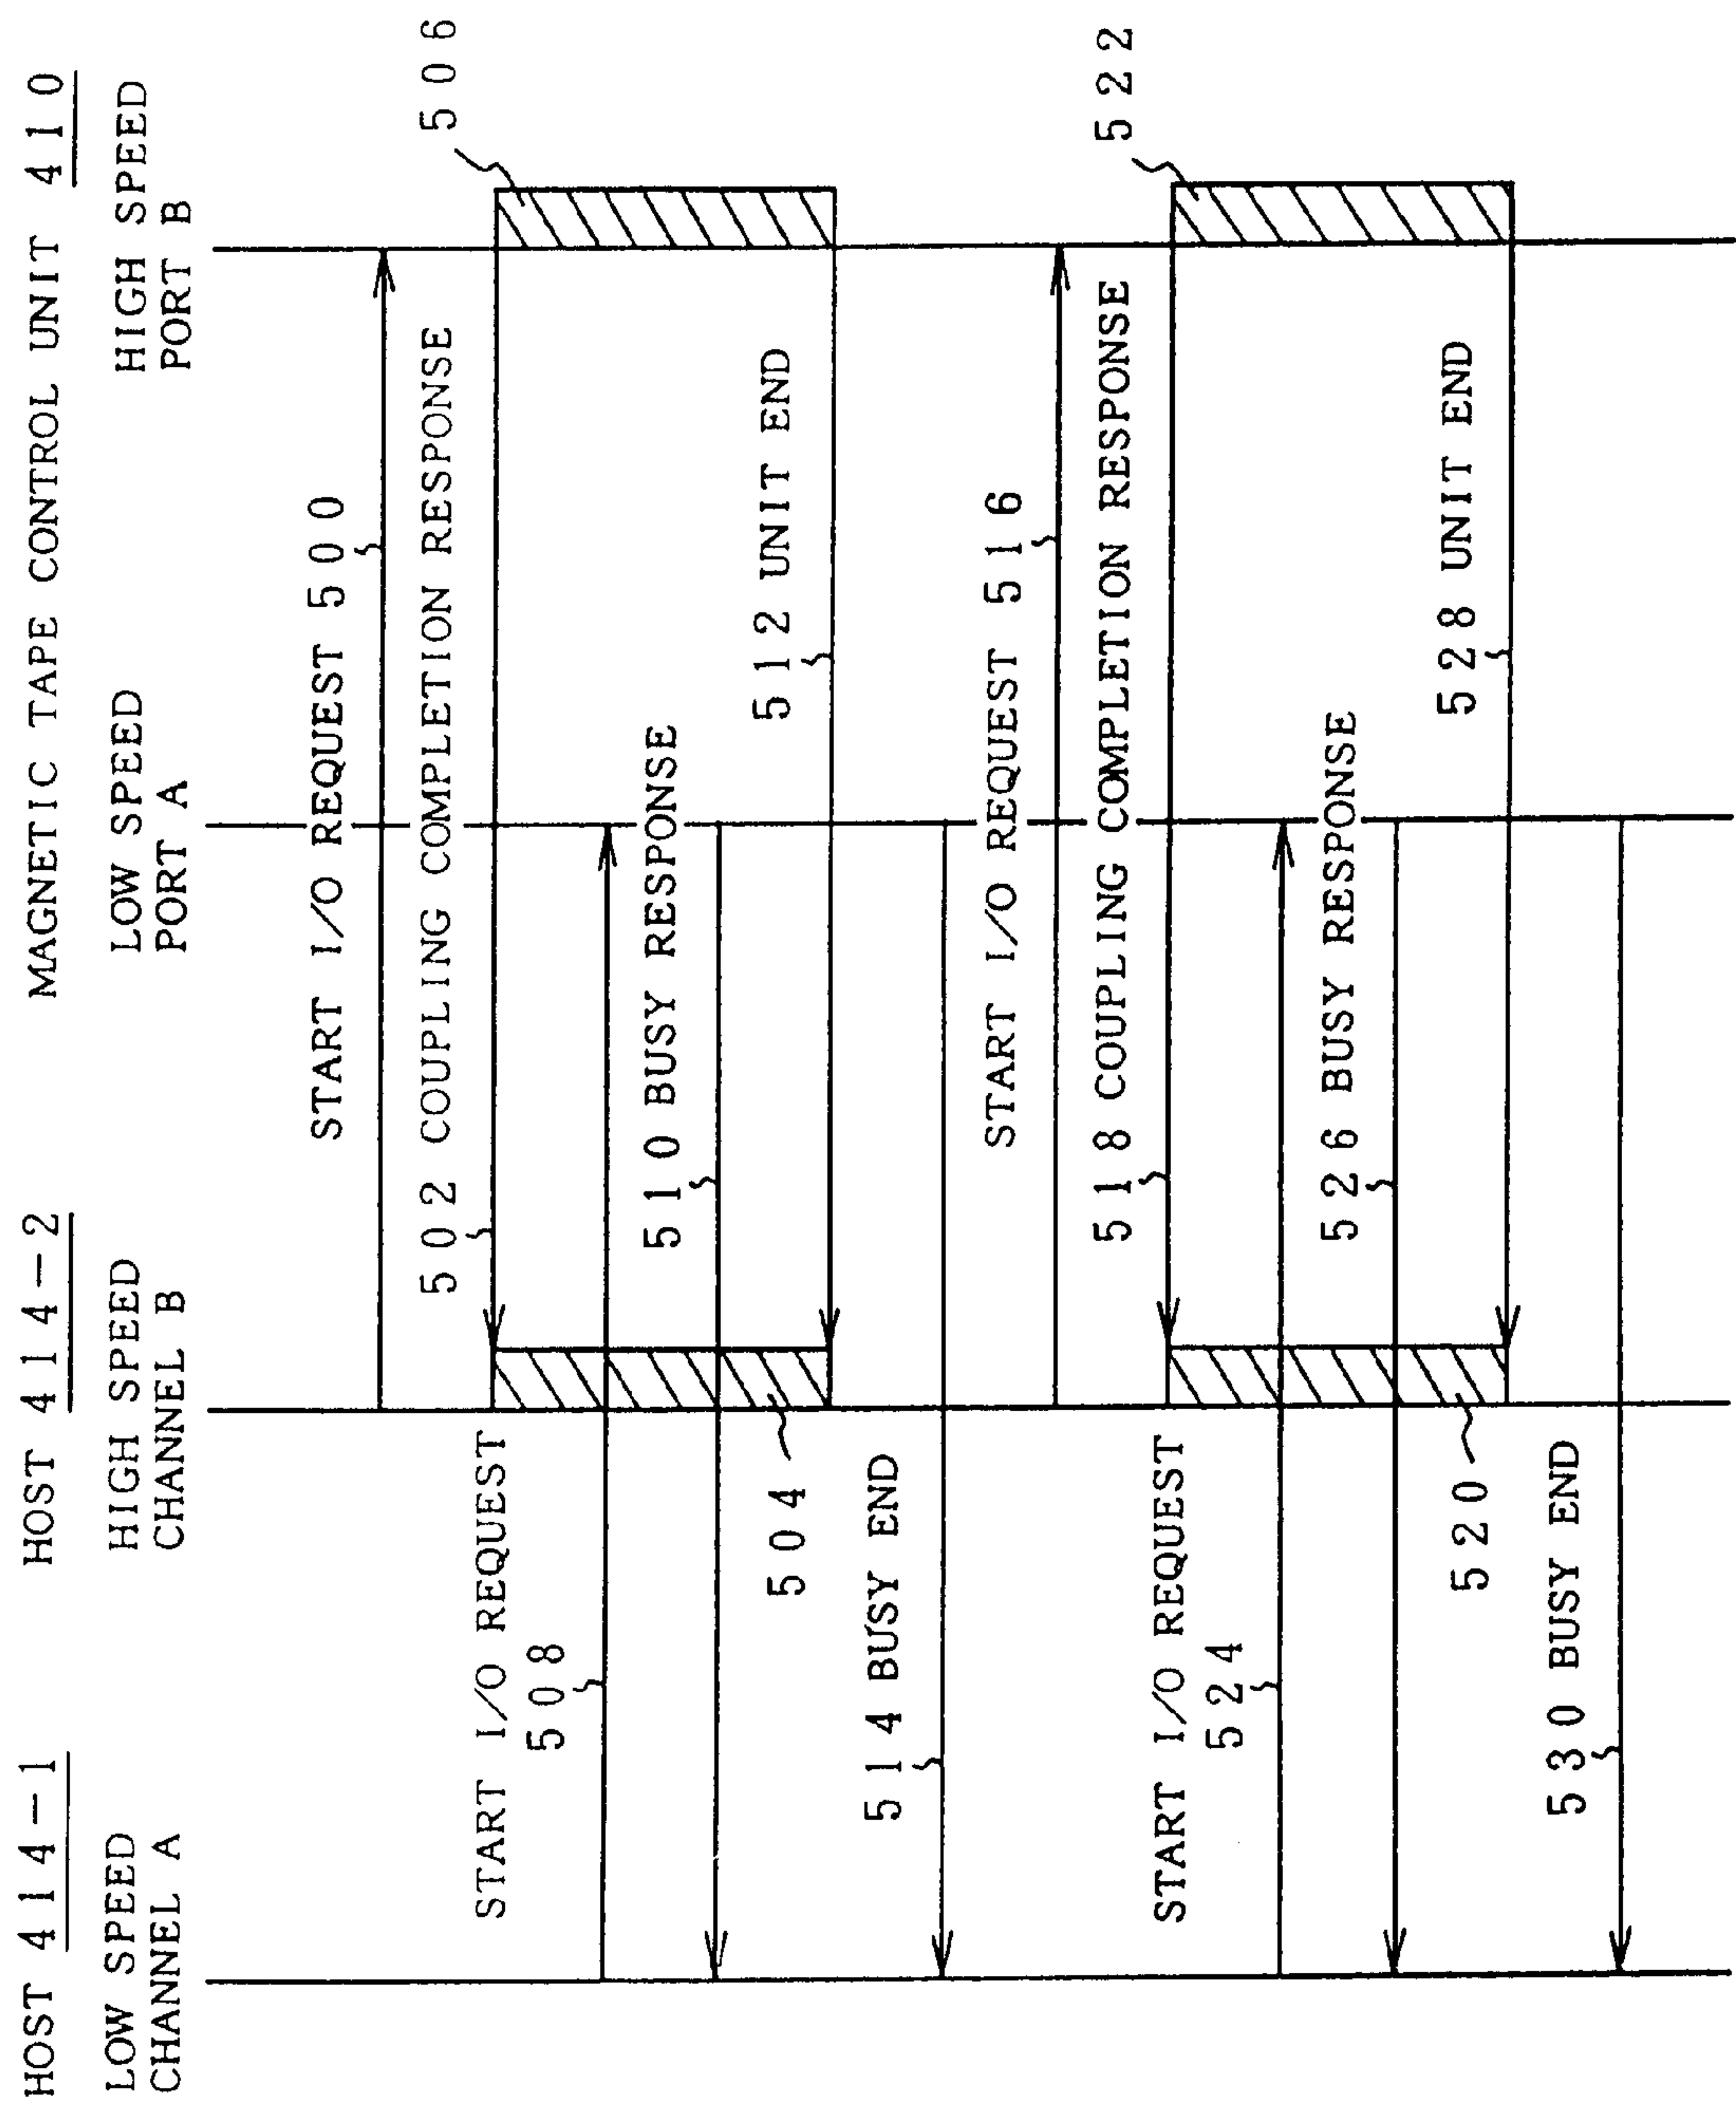 HOST 414-1
HOST 414-2
MAGNETIC TAPE CONTROL UNIT 410
LOW SPEED
CHANNEL A
HIGH SPEED
CHANNEL B
LOW SPEED
PORT A
HIGH SPEED
PORT B
START I/O REQUEST 500
502 COUPLING COMPLETION RESPONSE
506
START I/O REQUEST
508
510 BUSY RESPONSE
512 UNIT END
504
514 BUSY END
START I/O REQUEST 516
518 COUPLING COMPLETION RESPONSE
522
START I/O REQUEST
524
526 BUSY RESPONSE
528 UNIT END
520
530 BUSY END